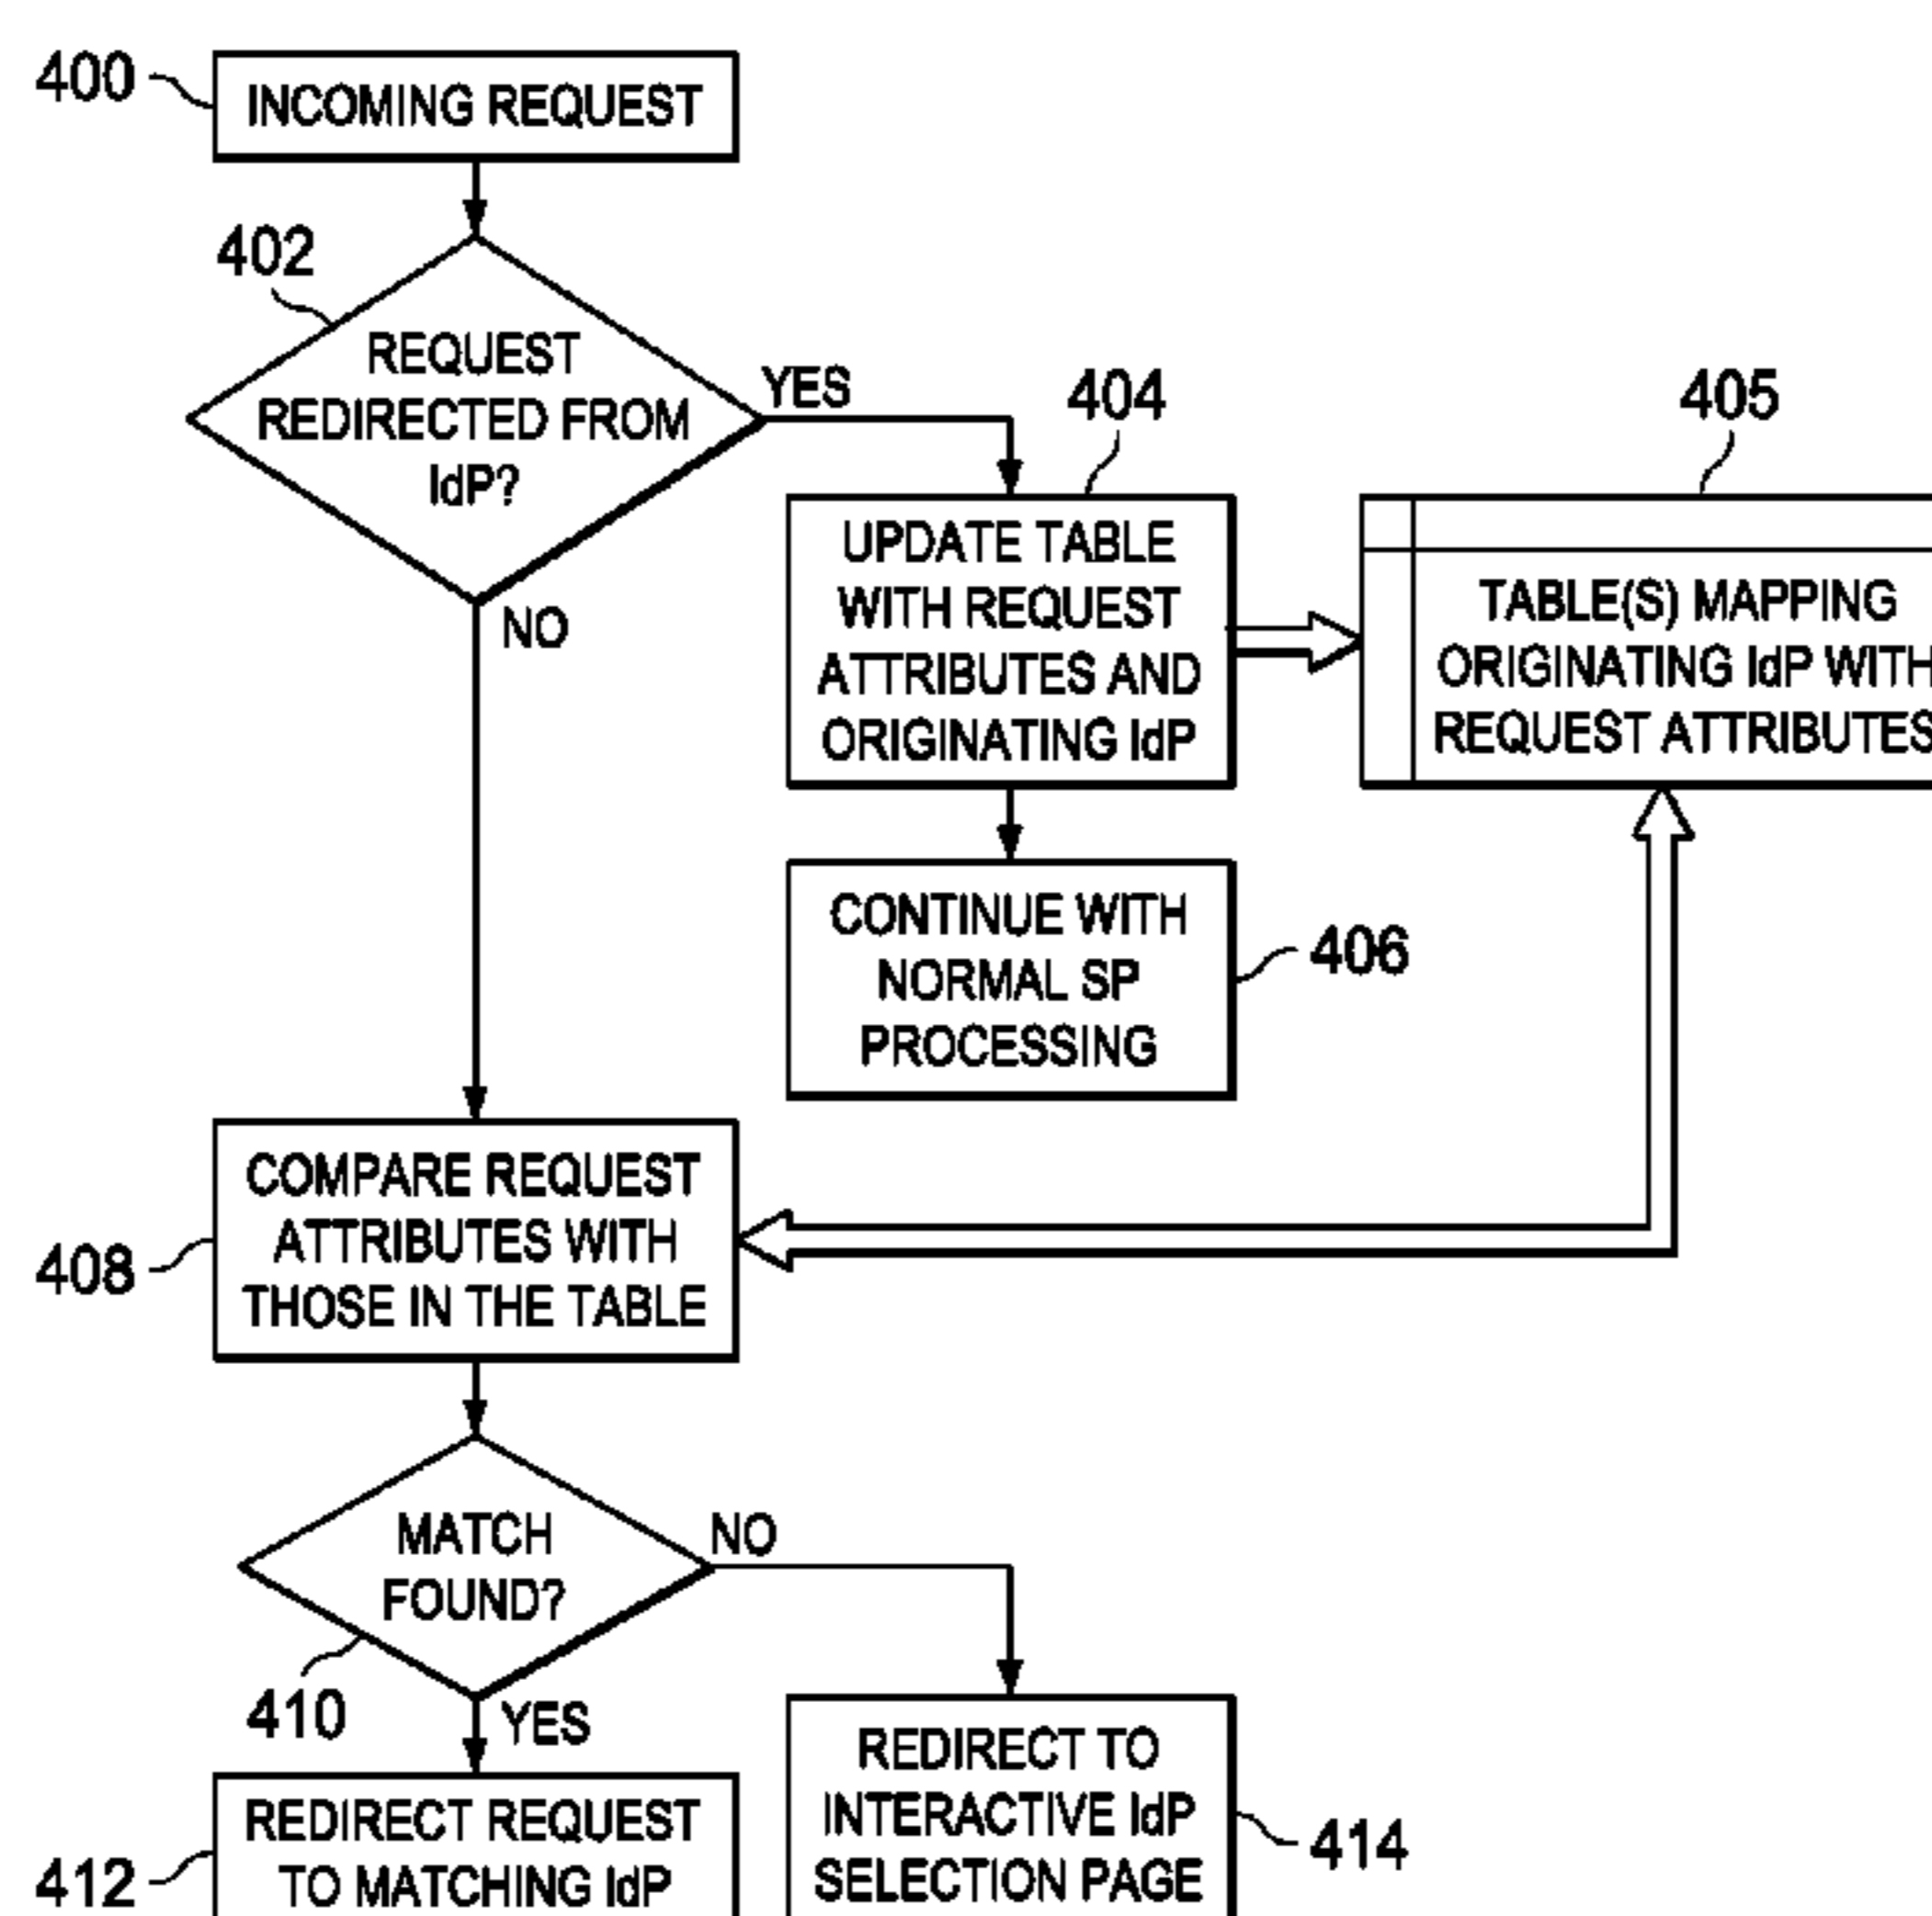 400
INCOMING REQUEST
402
REQUEST
REDIRECTED FROM
IdP?
YES
NO
404
UPDATE TABLE
WITH REQUEST
ATTRIBUTES AND
ORIGINATING IdP
405
TABLE(S) MAPPING
ORIGINATING IdP WITH
REQUEST ATTRIBUTES
CONTINUE WITH
NORMAL SP
PROCESSING
406
408
COMPARE REQUEST
ATTRIBUTES WITH
THOSE IN THE TABLE
MATCH
FOUND?
NO
410
YES
412
REDIRECT REQUEST
TO MATCHING IdP
REDIRECT TO
INTERACTIVE IdP
SELECTION PAGE
414